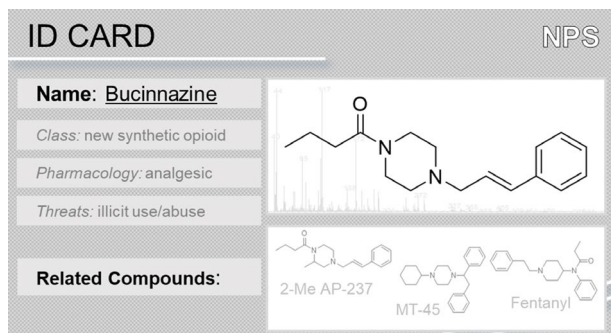 ID CARD
NPS
Name: Bucinnazine
Class: new synthetic opioid
Pharmacology: analgesic
Threats: illicit use/abuse
O
N
N
Related Compounds:
2-Me AP-237
MT-45
Fentanyl